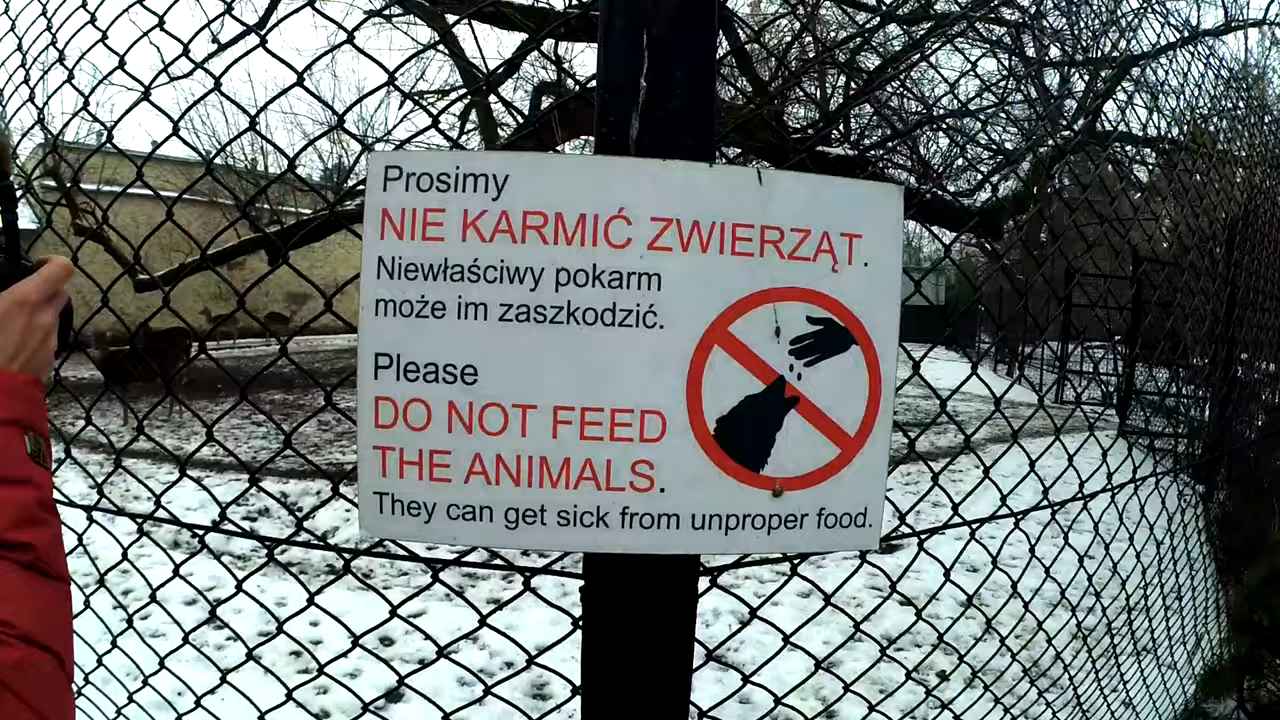 Prosimy
NIE KARMIĆ ZWIERZĄT.
Niewłaściwy pokarm
może im zaszkodzić.
Please
DO NOT FEED
THE ANIMALS.
They can get sick from unproper food.